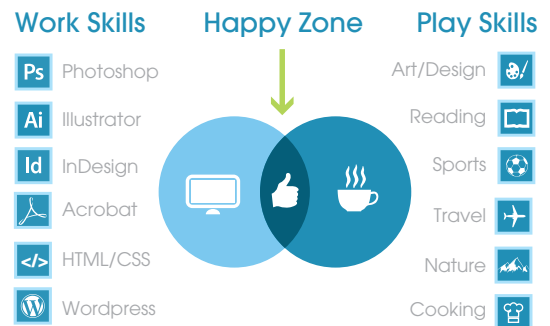 Work Skills
Happy Zone
Play Skills
Ps Photoshop
Ai Illustrator
Id InDesign
Acrobat
</> HTML/CSS
Wordpress
Art/Design
Reading
Sports
Travel
Nature
Cooking